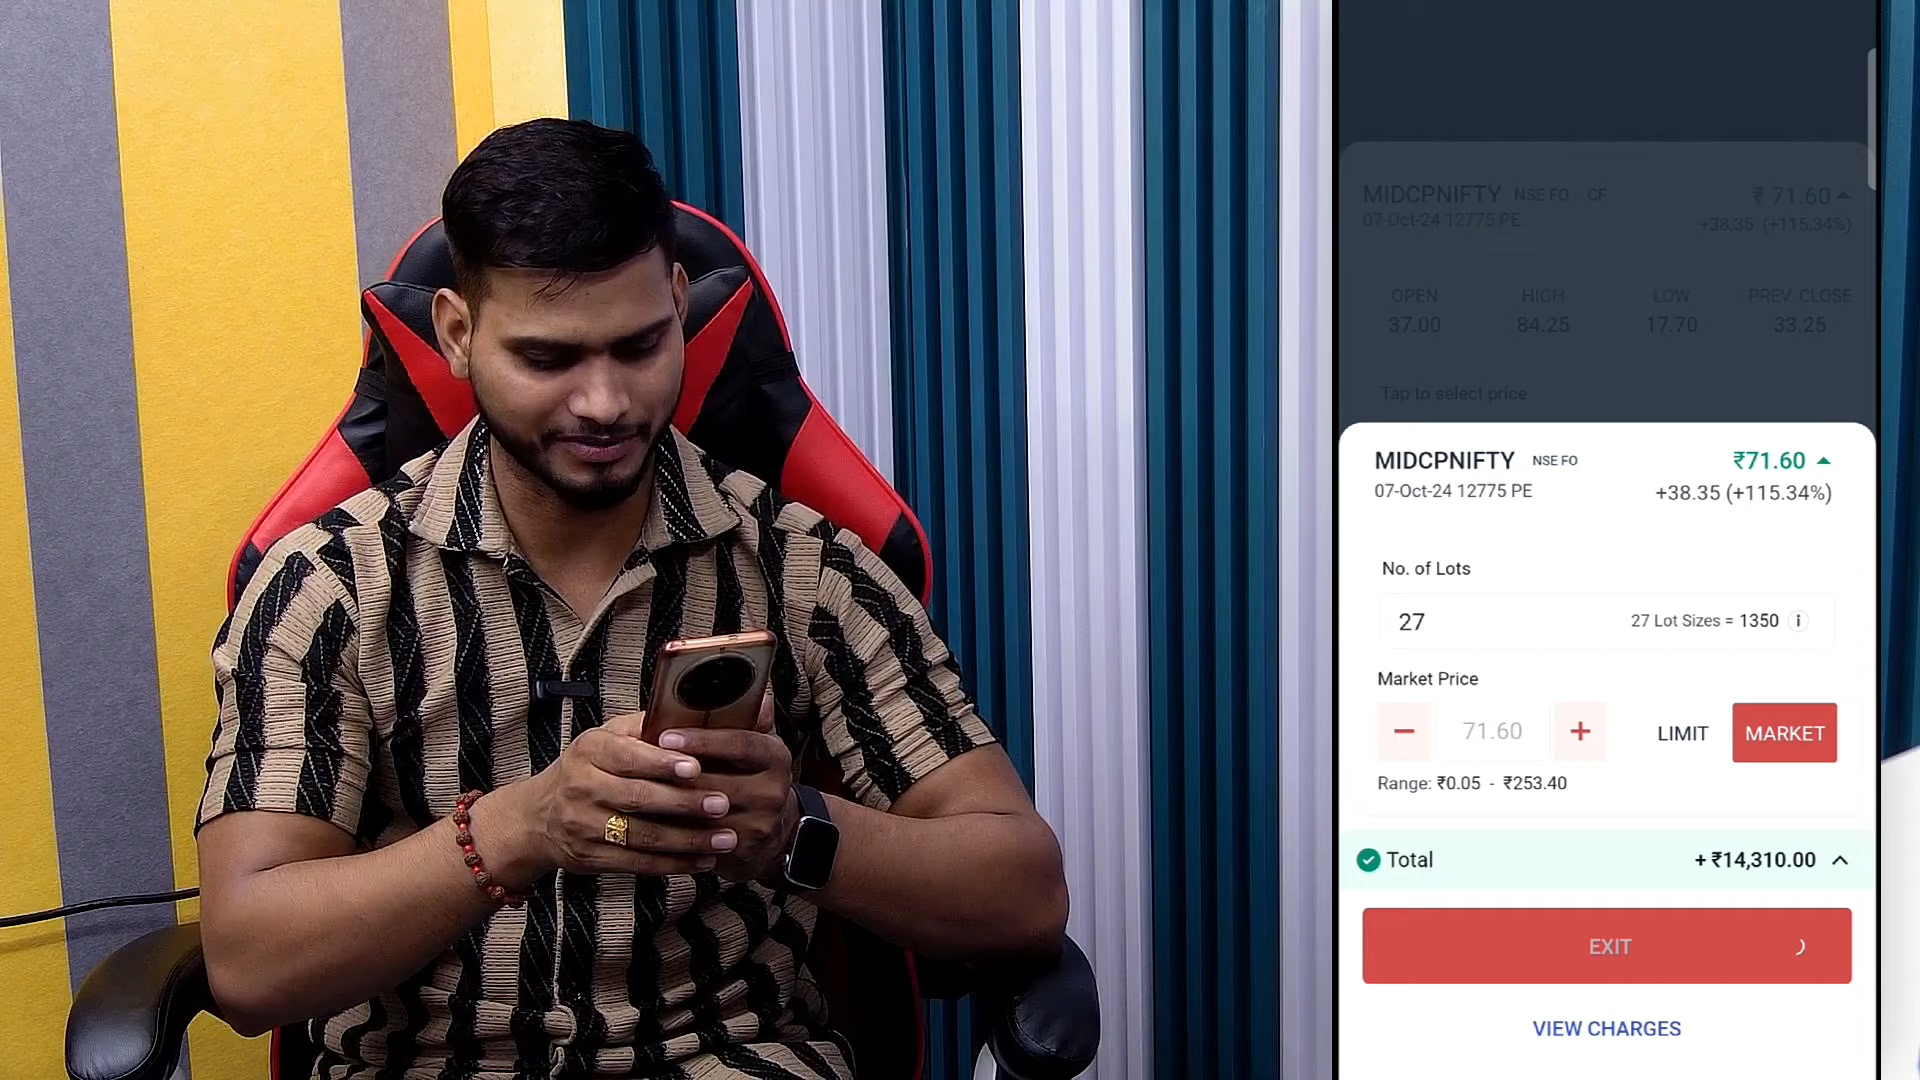 MIDCPNIFTY NSE FO CF ₹ 71.60
07-Oct-24 12775 PE +38.35 (+115.34%)
OPEN HIGH LOW PREV. CLOSE
37.00 84.25 17.70 33.25
Tap to select price
MIDCPNIFTY NSE FO ₹71.60
07-Oct-24 12775 PE +38.35 (+115.34%)
No. of Lots
27 27 Lot Sizes = 1350 i
Market Price
− 71.60 + LIMIT MARKET
Range: ₹0.05 - ₹253.40
Total + ₹14,310.00
EXIT
VIEW CHARGES